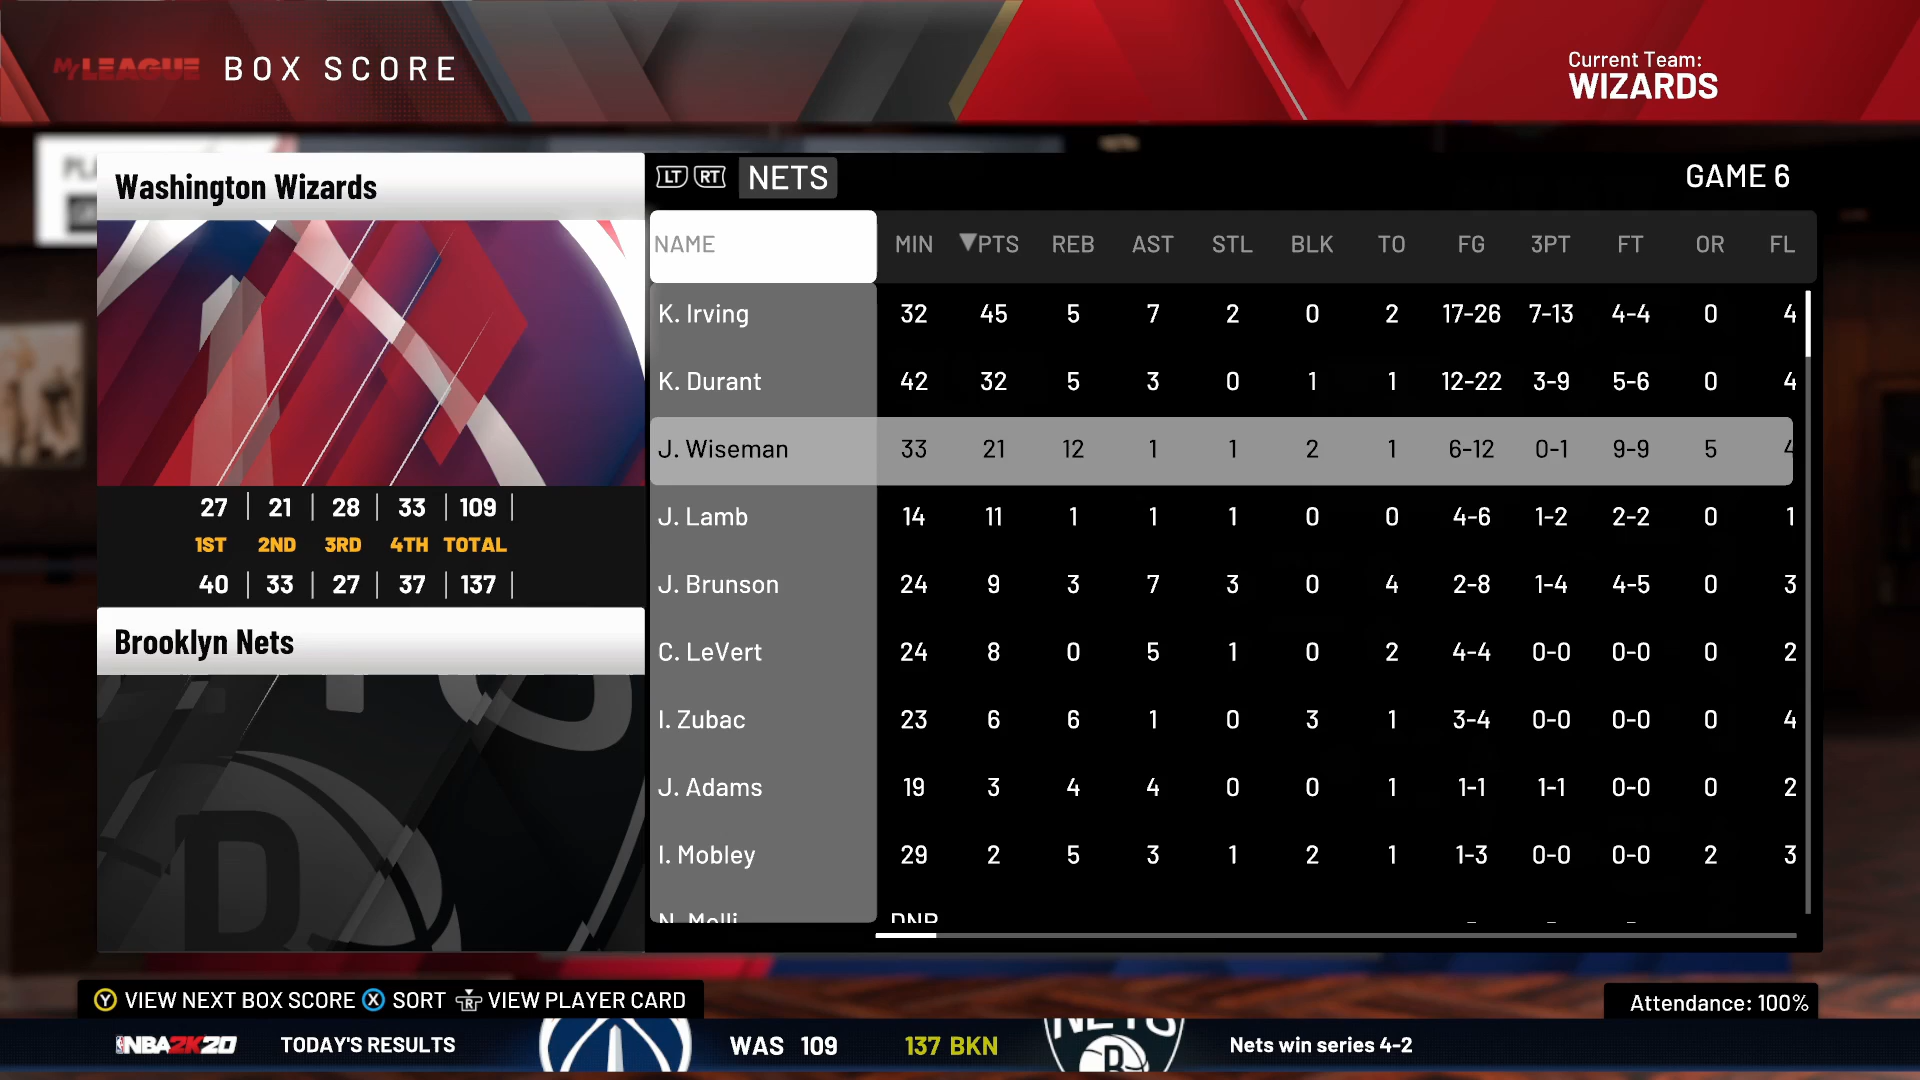 MyLEAGUE BOX SCORE
Current Team:
WIZARDS
Washington Wizards
27 | 21 | 28 | 33 | 109 |
1ST 2ND 3RD 4TH TOTAL
40 | 33 | 27 | 37 | 137 |
Brooklyn Nets
LT RT NETS GAME 6
NAME MIN ▼PTS REB AST STL BLK TO FG 3PT FT OR FL
K. Irving 32 45 5 7 2 0 2 17-26 7-13 4-4 0 4
K. Durant 42 32 5 3 0 1 1 12-22 3-9 5-6 0 4
J. Wiseman 33 21 12 1 1 2 1 6-12 0-1 9-9 5 4
J. Lamb 14 11 1 1 1 0 0 4-6 1-2 2-2 0 1
J. Brunson 24 9 3 7 3 0 4 2-8 1-4 4-5 0 3
C. LeVert 24 8 0 5 1 0 2 4-4 0-0 0-0 0 2
I. Zubac 23 6 6 1 0 3 1 3-4 0-0 0-0 0 4
J. Adams 19 3 4 4 0 0 1 1-1 1-1 0-0 0 2
I. Mobley 29 2 5 3 1 2 1 1-3 0-0 0-0 2 3
DNP - - -
Y VIEW NEXT BOX SCORE X SORT R VIEW PLAYER CARD
Attendance: 100%
NBA2K20 TODAY'S RESULTS WAS 109 137 BKN NETS B Nets win series 4-2